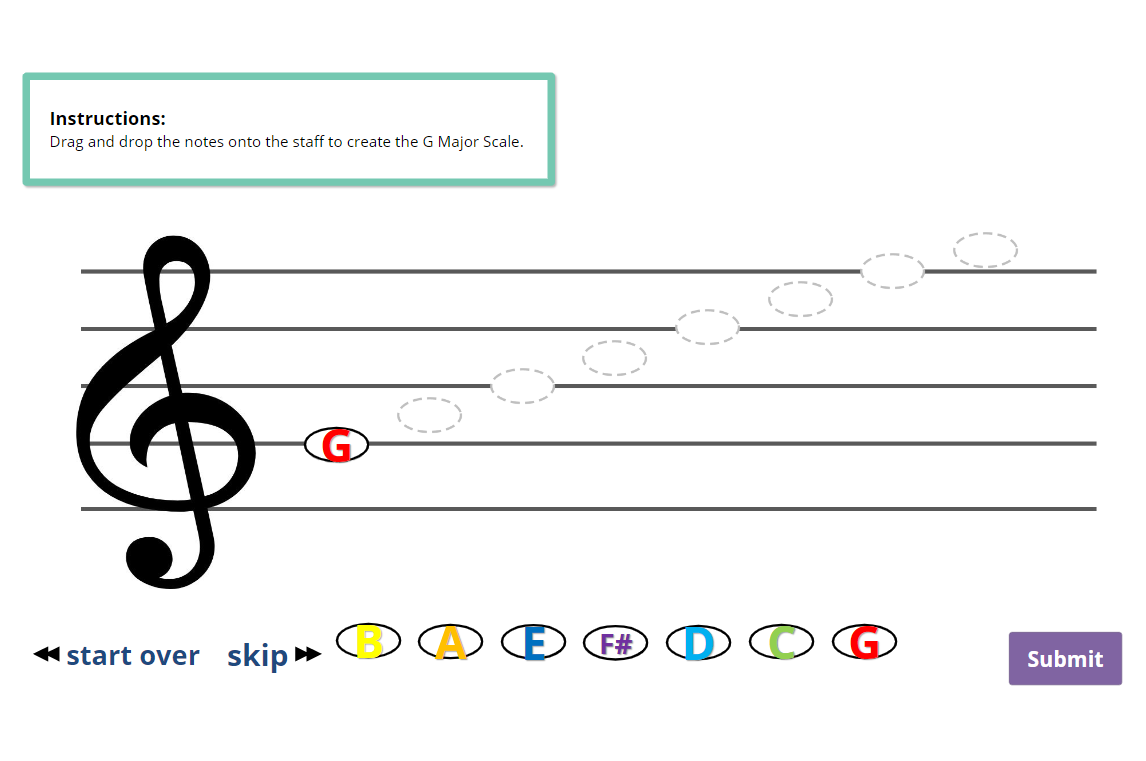 Instructions:
Drag and drop the notes onto the staff to create the G Major Scale.
G
start over
skip
B A E F# D C G
Submit